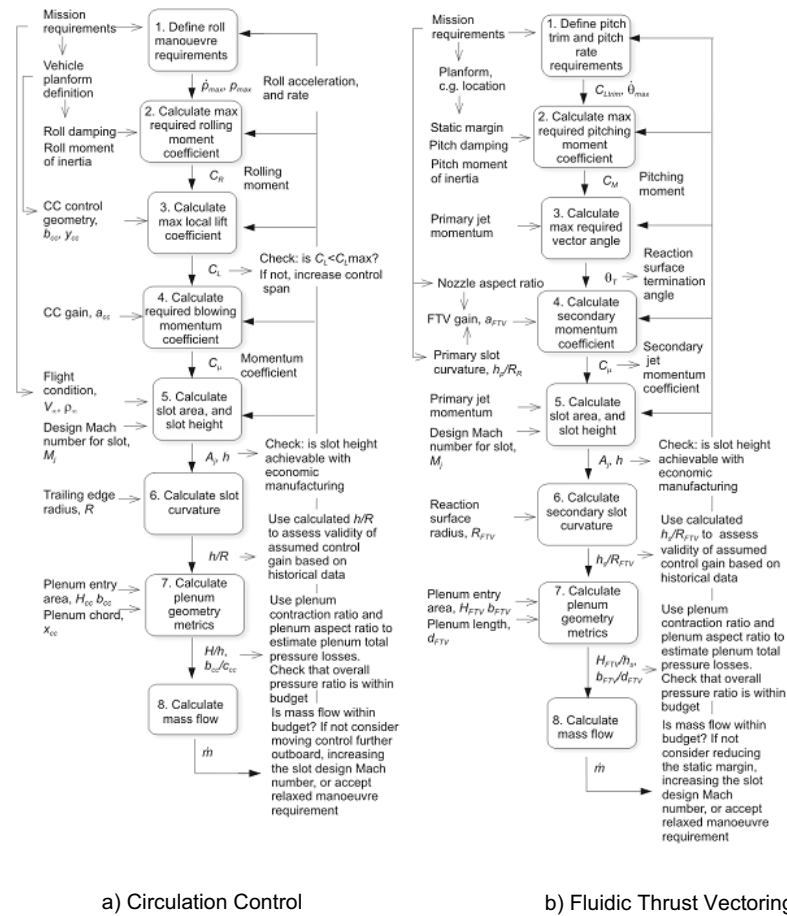 Mission
requirements
1. Define roll
manouevre
requirements
Vehicle
planform
definition
ṗmax, pmax
Roll acceleration,
and rate
Roll damping
Roll moment
of inertia
2. Calculate max
required rolling
moment
coefficient
CR
Rolling
moment
CC control
geometry,
bcc, ycc
3. Calculate
max local lift
coefficient
CL
Check: is CL<CLmax?
If not, increase control
span
CC gain, acc
4. Calculate
required blowing
momentum
coefficient
Cμ
Momentum
coefficient
Flight
condition,
V∞, ρ∞
Design Mach
number for slot,
Mj
5. Calculate
slot area, and
slot height
Aj, h
Check: is slot height
achievable with
economic
manufacturing
Trailing edge
radius, R
6. Calculate slot
curvature
h/R
Use calculated h/R
to assess validity of
assumed control
gain based on
historical data
Plenum entry
area, Hcc bcc
Plenum chord,
xcc
7. Calculate
plenum
geometry
metrics
H/h,
bcc/ccc
Use plenum
contraction ratio and
plenum aspect ratio to
estimate plenum total
pressure losses.
Check that overall
pressure ratio is within
budget
8. Calculate
mass flow
ṁ
Is mass flow within
budget? If not consider
moving control further
outboard, increasing
the slot design Mach
number, or accept
relaxed manoeuvre
requirement
a) Circulation Control
Mission
requirements
1. Define pitch
trim and pitch
rate
requirements
Planform,
c.g. location
CLtrim, θ̇max
Static margin
Pitch damping
Pitch moment
of inertia
2. Calculate max
required pitching
moment
coefficient
CM
Pitching
moment
Primary jet
momentum
3. Calculate
max required
vector angle
θT
Reaction
surface
termination
angle
Nozzle aspect ratio
FTV gain, aFTV
Primary slot
curvature, hp/RR
4. Calculate
secondary
momentum
coefficient
Cμ
Secondary
jet
momentum
coefficient
Primary jet
momentum
Design Mach
number for slot,
Mj
5. Calculate
slot area, and
slot height
Aj, h
Check: is slot height
achievable with
economic
manufacturing
Reaction
surface
radius, RFTV
6. Calculate
secondary slot
curvature
hs/RFTV
Use calculated
hs/RFTV to assess
validity of assumed
control gain based on
historical data
Plenum entry
area, HFTV bFTV
Plenum length,
dFTV
7. Calculate
plenum
geometry
metrics
HFTV/hs,
bFTV/dFTV
Use plenum
contraction ratio and
plenum aspect ratio to
estimate plenum total
pressure losses.
Check that overall
pressure ratio is within
budget
8. Calculate
mass flow
ṁ
Is mass flow within
budget? If not
consider reducing
the static margin,
increasing the slot
design Mach
number, or accept
relaxed manoeuvre
requirement
b) Fluidic Thrust Vectoring